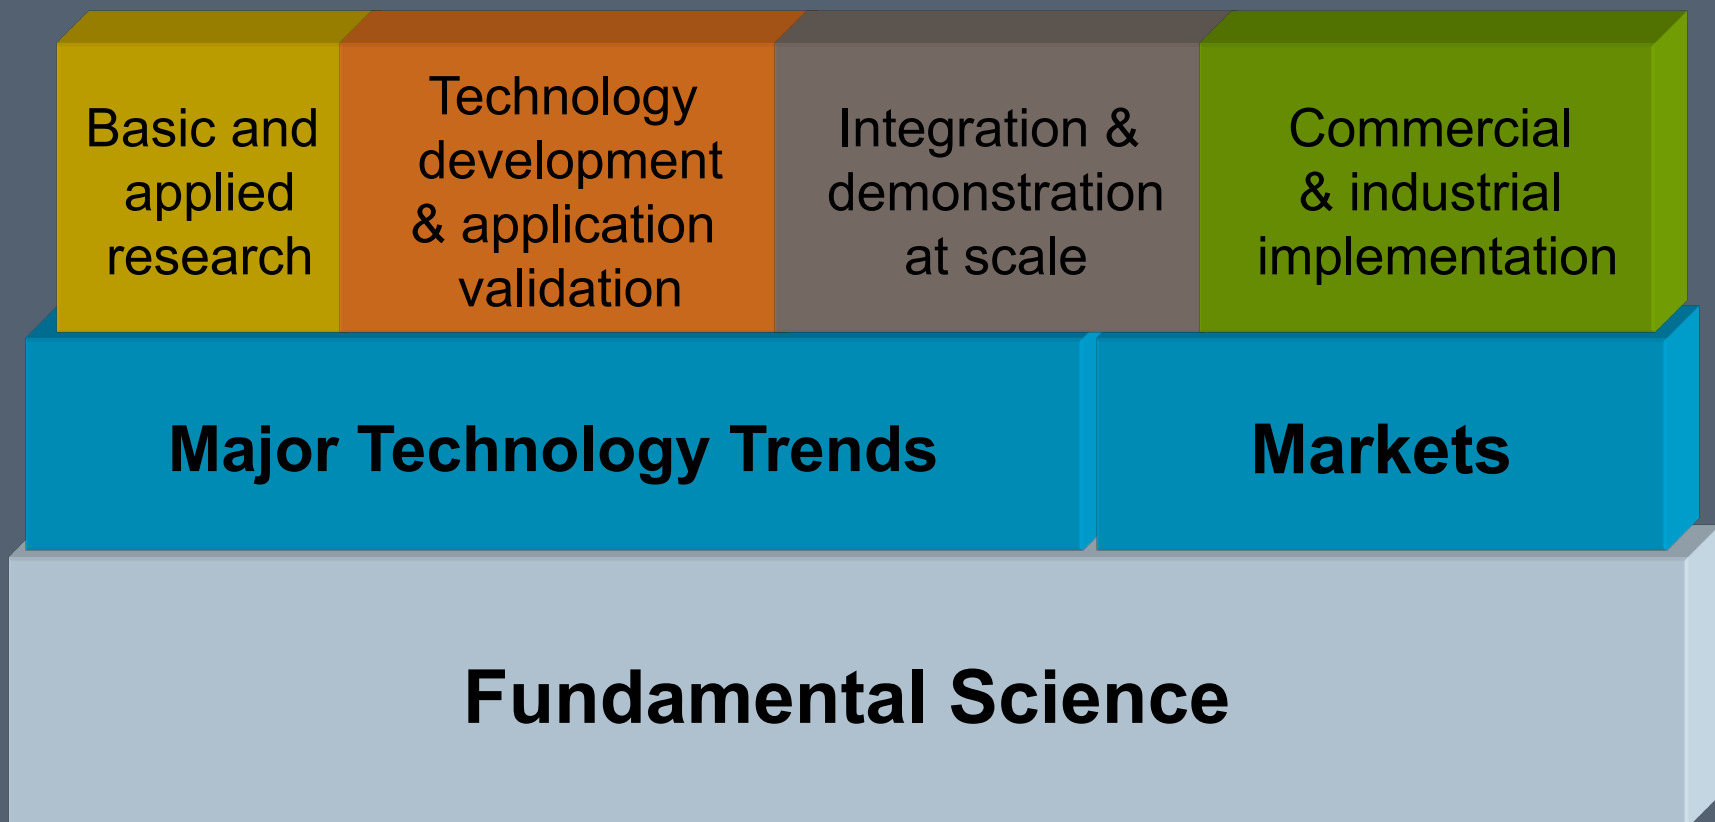 Basic and
applied
research
Technology
development
& application
validation
Integration &
demonstration
at scale
Commercial
& industrial
implementation
Major Technology Trends
Markets
Fundamental Science